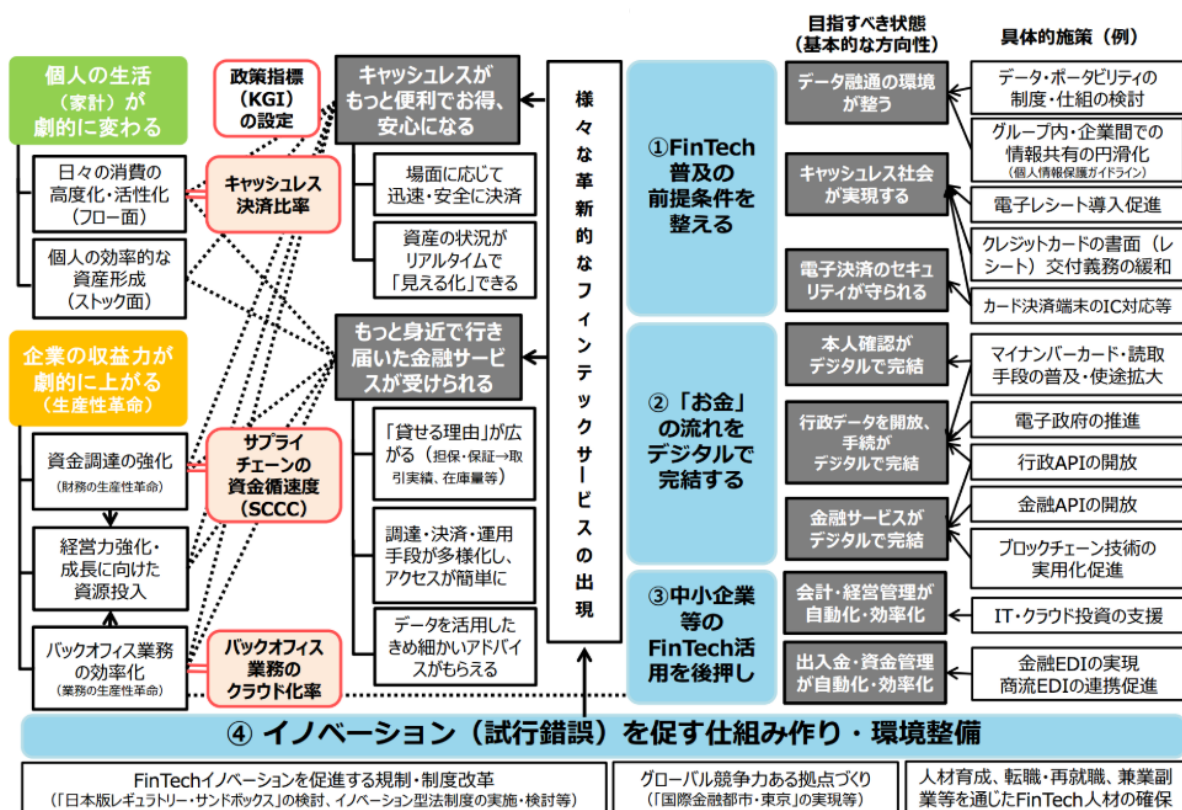 個人の生活
（家計）が
劇的に変わる
日々の消費の
高度化・活性化
(フロー面)
個人の効率的な
資産形成
(ストック面)
企業の収益力が
劇的に上がる
（生産性革命）
資金調達の強化
(財務の生産性革命)
経営力強化・
成長に向けた
資源投入
バックオフィス業務
の効率化
(業務の生産性革命)
政策指標
（KGI）
の設定
キャッシュレス
決済比率
サプライ
チェーンの
資金循速度
（SCCC）
バックオフィス
業務の
クラウド化率
キャッシュレスが
もっと便利でお得、
安心になる
場面に応じて
迅速・安全に決済
資産の状況が
リアルタイムで
「見える化」できる
もっと身近で行き
届いた金融サービ
スが受けられる
「貸せる理由」が広
がる（担保・保証→取
引実績、在庫量等）
調達・決済・運用
手段が多様化し、
アクセスが簡単に
データを活用した
きめ細かいアドバイ
スがもらえる
様々な革新的なフィンテックサービスの出現
①FinTech
普及の
前提条件を
整える
②「お金」
の流れを
デジタルで
完結する
③中小企業
等の
FinTech活
用を後押し
目指すべき状態
（基本的な方向性）
データ融通の環境
が整う
キャッシュレス社会
が実現する
電子決済のセキュ
リティが守られる
本人確認が
デジタルで完結
行政データを開放、
手続が
デジタルで完結
金融サービスが
デジタルで完結
会計・経営管理が
自動化・効率化
出入金・資金管理
が自動化・効率化
具体的施策（例）
データ・ポータビリティの
制度・仕組の検討
グループ内・企業間での
情報共有の円滑化
(個人情報保護ガイドライン)
電子レシート導入促進
クレジットカードの書面（レ
シート）交付義務の緩和
カード決済端末のIC対応等
マイナンバーカード・読取
手段の普及・使途拡大
電子政府の推進
行政APIの開放
金融APIの開放
ブロックチェーン技術の
実用化促進
IT・クラウド投資の支援
金融EDIの実現
商流EDIの連携促進
④ イノベーション（試行錯誤）を促す仕組み作り・環境整備
FinTechイノベーションを促進する規制・制度改革
(「日本版レギュラトリー・サンドボックス」の検討、イノベーション型法制度の実施・検討等)
グローバル競争力ある拠点づくり
(「国際金融都市・東京」の実現等)
人材育成、転職・再就職、兼業副
業等を通じたFinTech人材の確保